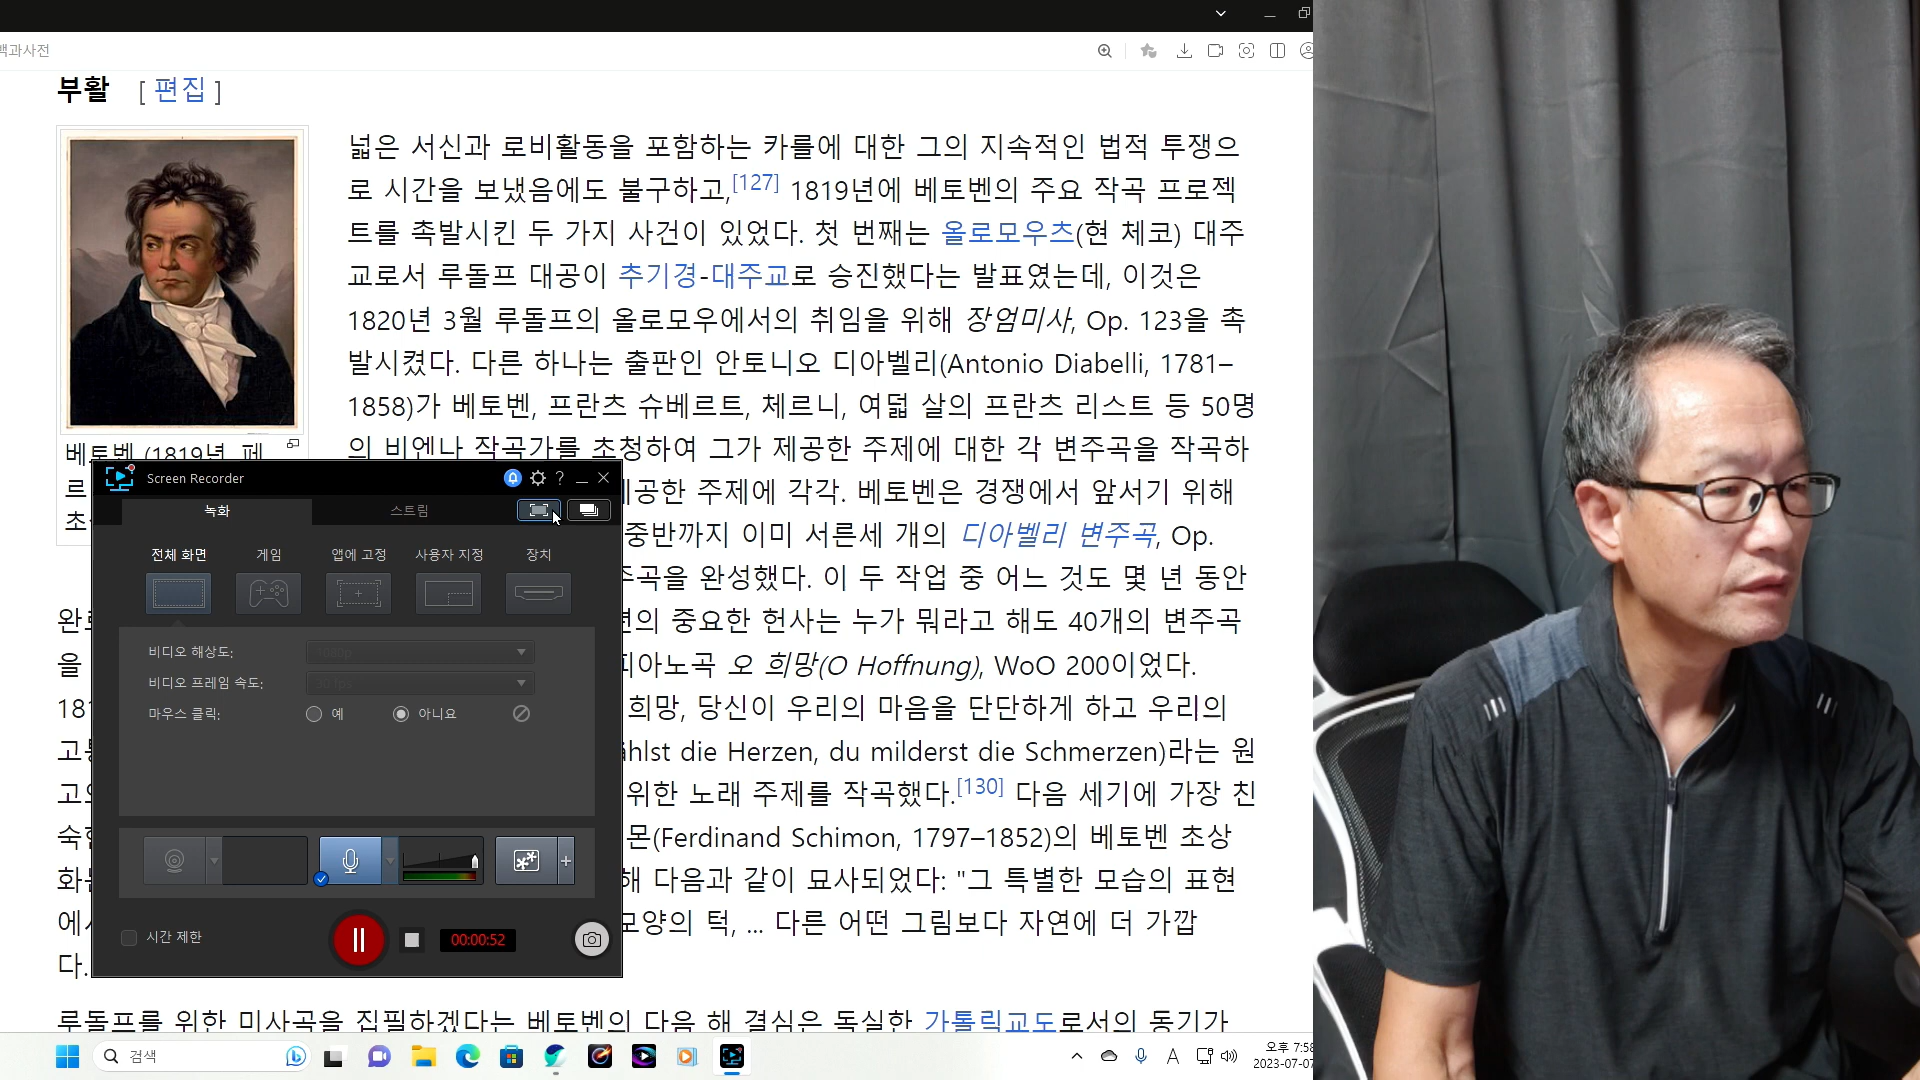 백과사전
부활 [ 편집 ]
넓은 서신과 로비활동을 포함하는 카를에 대한 그의 지속적인 법적 투쟁으
로 시간을 보냈음에도 불구하고,[127] 1819년에 베토벤의 주요 작곡 프로젝
트를 촉발시킨 두 가지 사건이 있었다. 첫 번째는 올로모우츠(현 체코) 대주
교로서 루돌프 대공이 추기경-대주교로 승진했다는 발표였는데, 이것은
1820년 3월 루돌프의 올로모우에서의 취임을 위해 장엄미사, Op. 123을 촉
발시켰다. 다른 하나는 출판인 안토니오 디아벨리(Antonio Diabelli, 1781–
1858)가 베토벤, 프란츠 슈베르트, 체르니, 여덟 살의 프란츠 리스트 등 50명
의 비엔나 작곡가를 초청하여 그가 제공한 주제에 대한 각 변주곡을 작곡하
베토벤 (1819년, 페
르
제공한 주제에 각각. 베토벤은 경쟁에서 앞서기 위해
중반까지 이미 서른세 개의 디아벨리 변주곡, Op.
주곡을 완성했다. 이 두 작업 중 어느 것도 몇 년 동안
완료
편의 중요한 헌사는 누가 뭐라고 해도 40개의 변주곡
을
피아노곡 오 희망(O Hoffnung), WoO 200이었다.
181
희망, 당신이 우리의 마음을 단단하게 하고 우리의
고통
ählst die Herzen, du milderst die Schmerzen)라는 원
위한 노래 주제를 작곡했다.[130] 다음 세기에 가장 친
숙한
몬(Ferdinand Schimon, 1797–1852)의 베토벤 초상
화는
해 다음과 같이 묘사되었다: "그 특별한 모습의 표현
에서
모양의 턱, ... 다른 어떤 그림보다 자연에 더 가깝
다.
루돌프를 위한 미사곡을 집필하겠다는 베토벤의 다음 해 결심은 독실한 가톨릭교도로서의 동기가
Screen Recorder
?
녹화
스트림
전체 화면
게임
앱에 고정
사용자 지정
장치
비디오 해상도:
1080p
비디오 프레임 속도:
30 fps
마우스 클릭:
예
아니요
시간 제한
00:00:52
검색
A
오후 7:58
2023-07-07